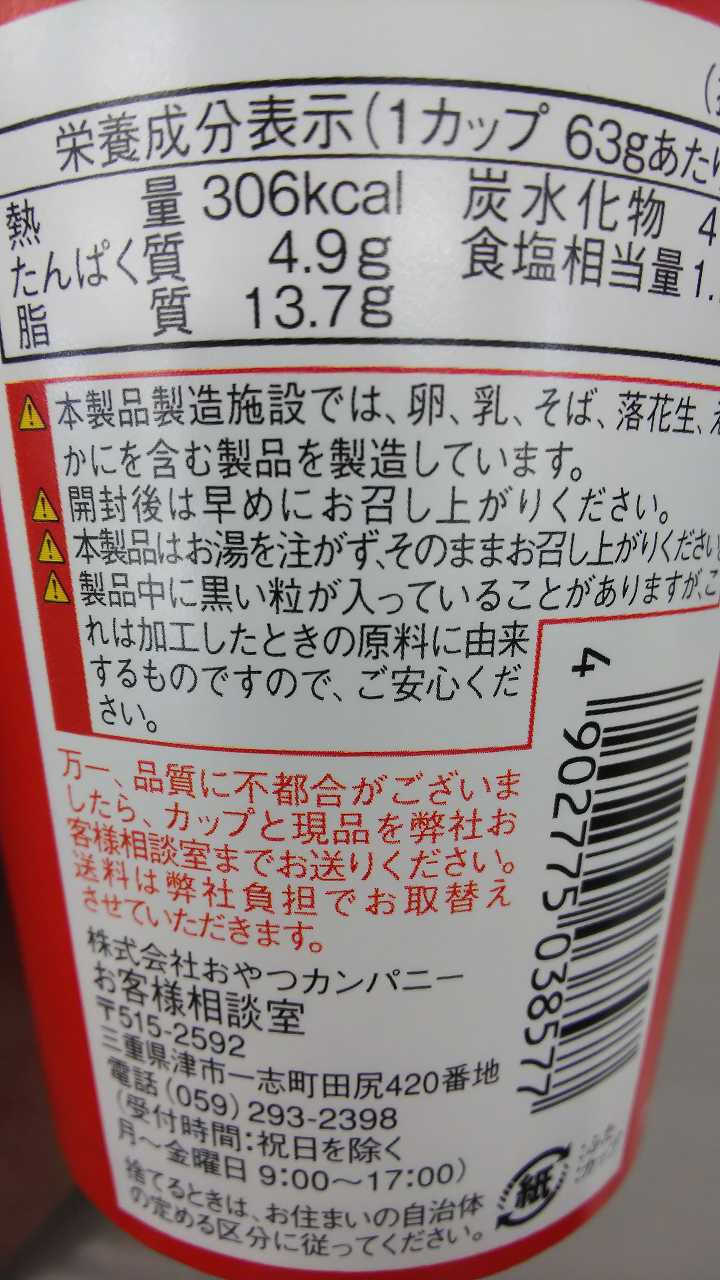 栄養成分表示(1カップ 63gあたり
熱量 306kcal 炭水化物 4
たんぱく質 4.9g 食塩相当量 1.
脂質 13.7g
本製品製造施設では、卵、乳、そば、落花生、え
かにを含む製品を製造しています。
開封後は早めにお召し上がりください。
本製品はお湯を注がず、そのままお召し上がりください
製品中に黒い粒が入っていることがありますが、こ
れは加工したときの原料に由来
するものですので、ご安心くだ
さい。
4 902775 038577
万一、品質に不都合がございま
したら、カップと現品を弊社お
客様相談室までお送りください。
送料は弊社負担でお取替え
させていただきます。
株式会社おやつカンパニー
お客様相談室
〒515-2592
三重県津市一志町田尻420番地
電話(059)293-2398
(受付時間:祝日を除く
月~金曜日 9:00~17:00)
捨てるときは、お住まいの自治体
の定める区分に従ってください。
紙
ふた
カップ